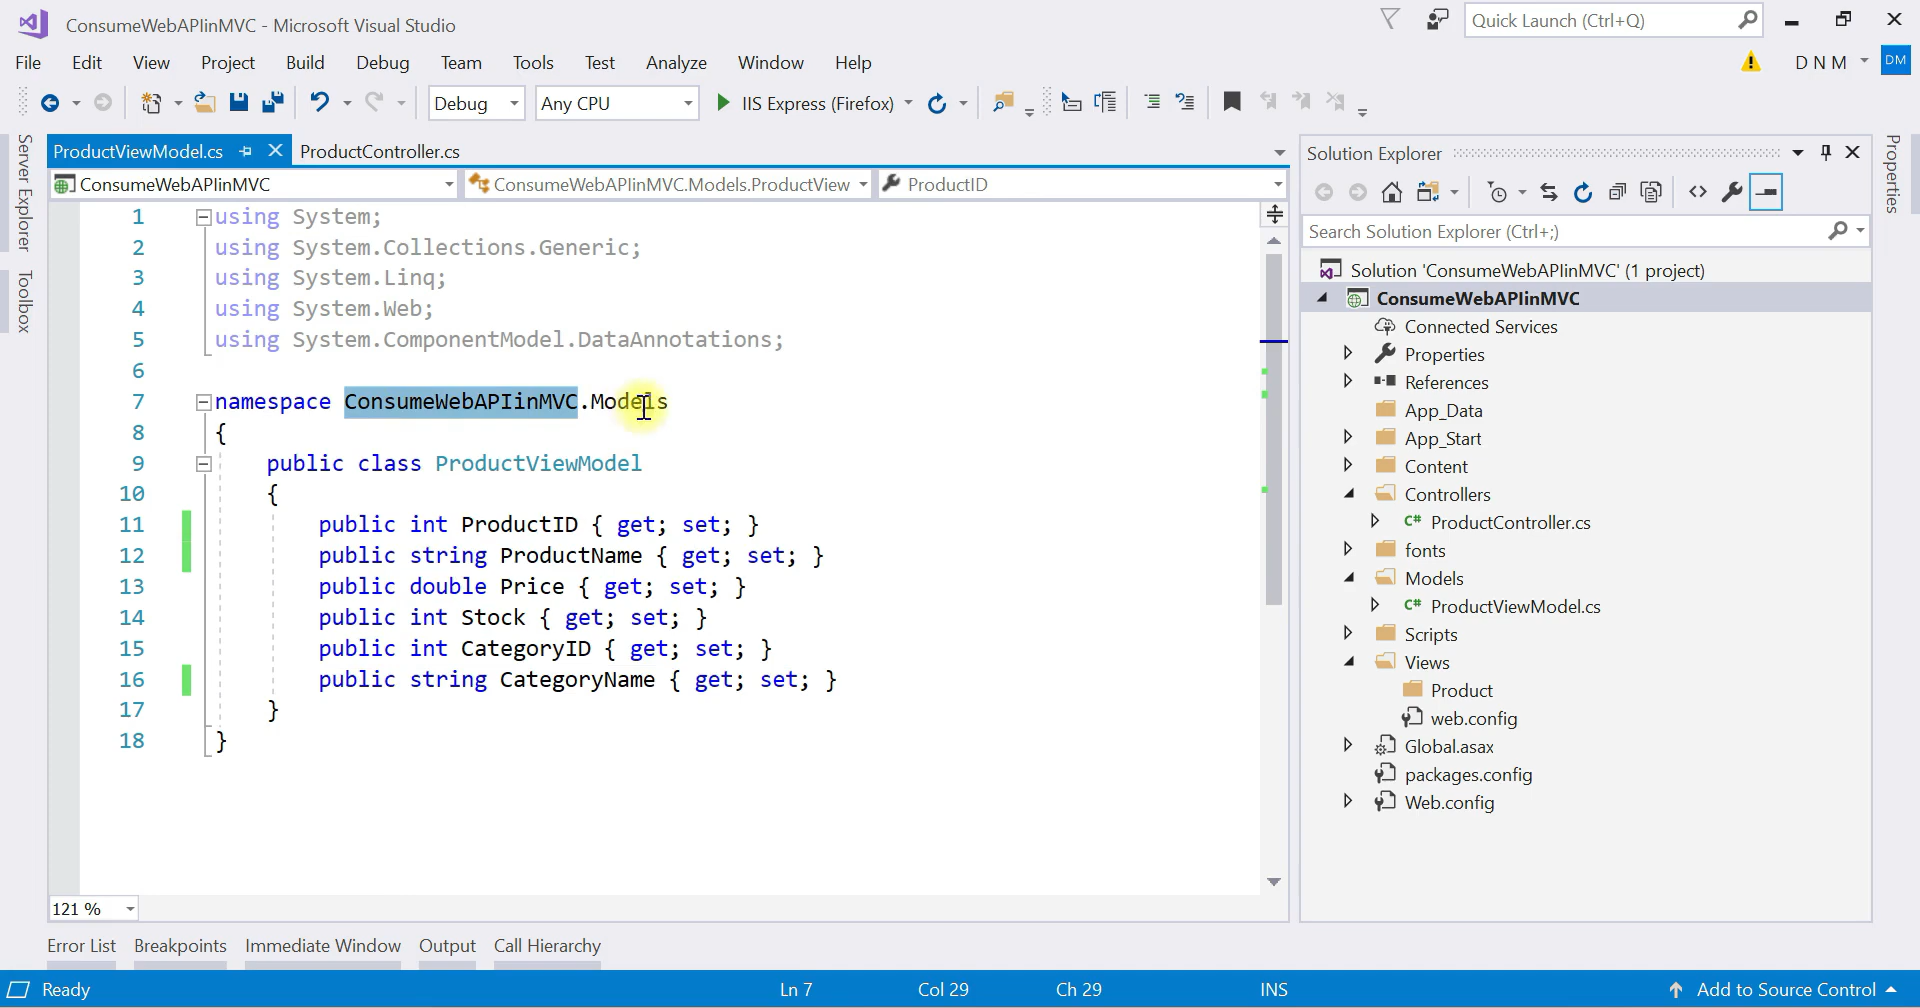 ConsumeWebAPIinMVC - Microsoft Visual Studio
Quick Launch (Ctrl+Q)
File Edit View Project Build Debug Team Tools Test Analyze Window Help
D N M DM
Debug Any CPU IIS Express (Firefox)
Server Explorer
Toolbox
ProductViewModel.cs ProductController.cs
ConsumeWebAPIinMVC ConsumeWebAPIinMVC.Models.ProductView ProductID
1 using System;
2 using System.Collections.Generic;
3 using System.Linq;
4 using System.Web;
5 using System.ComponentModel.DataAnnotations;
6
7 namespace ConsumeWebAPIinMVC.Models
8 {
9 public class ProductViewModel
10 {
11 public int ProductID { get; set; }
12 public string ProductName { get; set; }
13 public double Price { get; set; }
14 public int Stock { get; set; }
15 public int CategoryID { get; set; }
16 public string CategoryName { get; set; }
17 }
18 }
121 %
Solution Explorer
Search Solution Explorer (Ctrl+;)
Solution 'ConsumeWebAPIinMVC' (1 project)
ConsumeWebAPIinMVC
Connected Services
Properties
References
App_Data
App_Start
Content
Controllers
C# ProductController.cs
fonts
Models
C# ProductViewModel.cs
Scripts
Views
Product
web.config
Global.asax
packages.config
Web.config
Properties
Error List Breakpoints Immediate Window Output Call Hierarchy
Ready Ln 7 Col 29 Ch 29 INS Add to Source Control